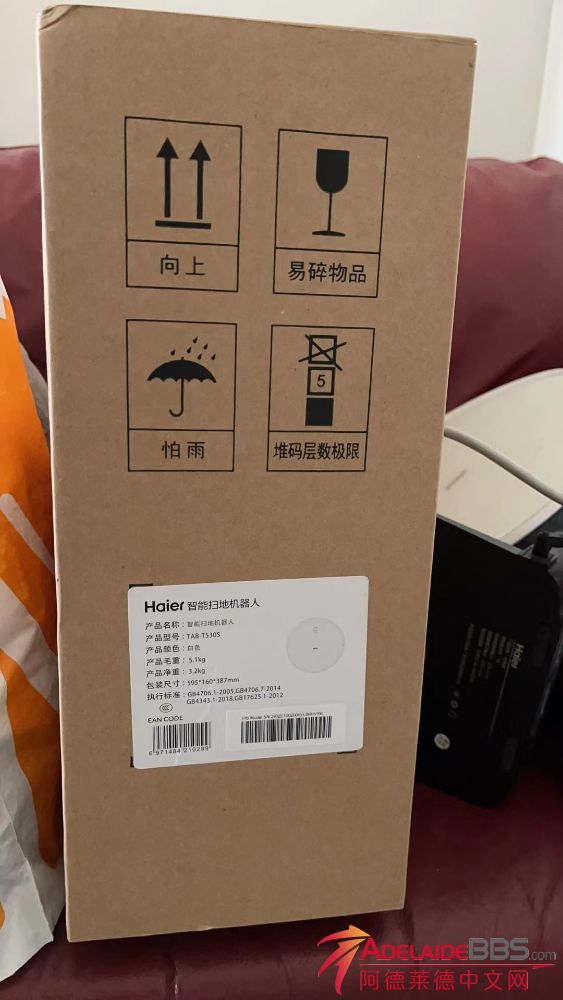 向上
易碎物品
5
怕雨
堆码层数极限
Haier 智能扫地机器人
产品名称：智能扫地机器人
产品型号：TAB-T530S
产品颜色：白色
产品毛重：5.1kg
产品净重：3.2kg
包装尺寸：595*160*387mm
执行标准：GB4706.1-2005,GB4706.7-2014
GB4343.1-2018,GB17625.1-2012
EAN CODE
6 971484 210299
Haier
ADELAIDEBBS.com
阿德莱德中文网